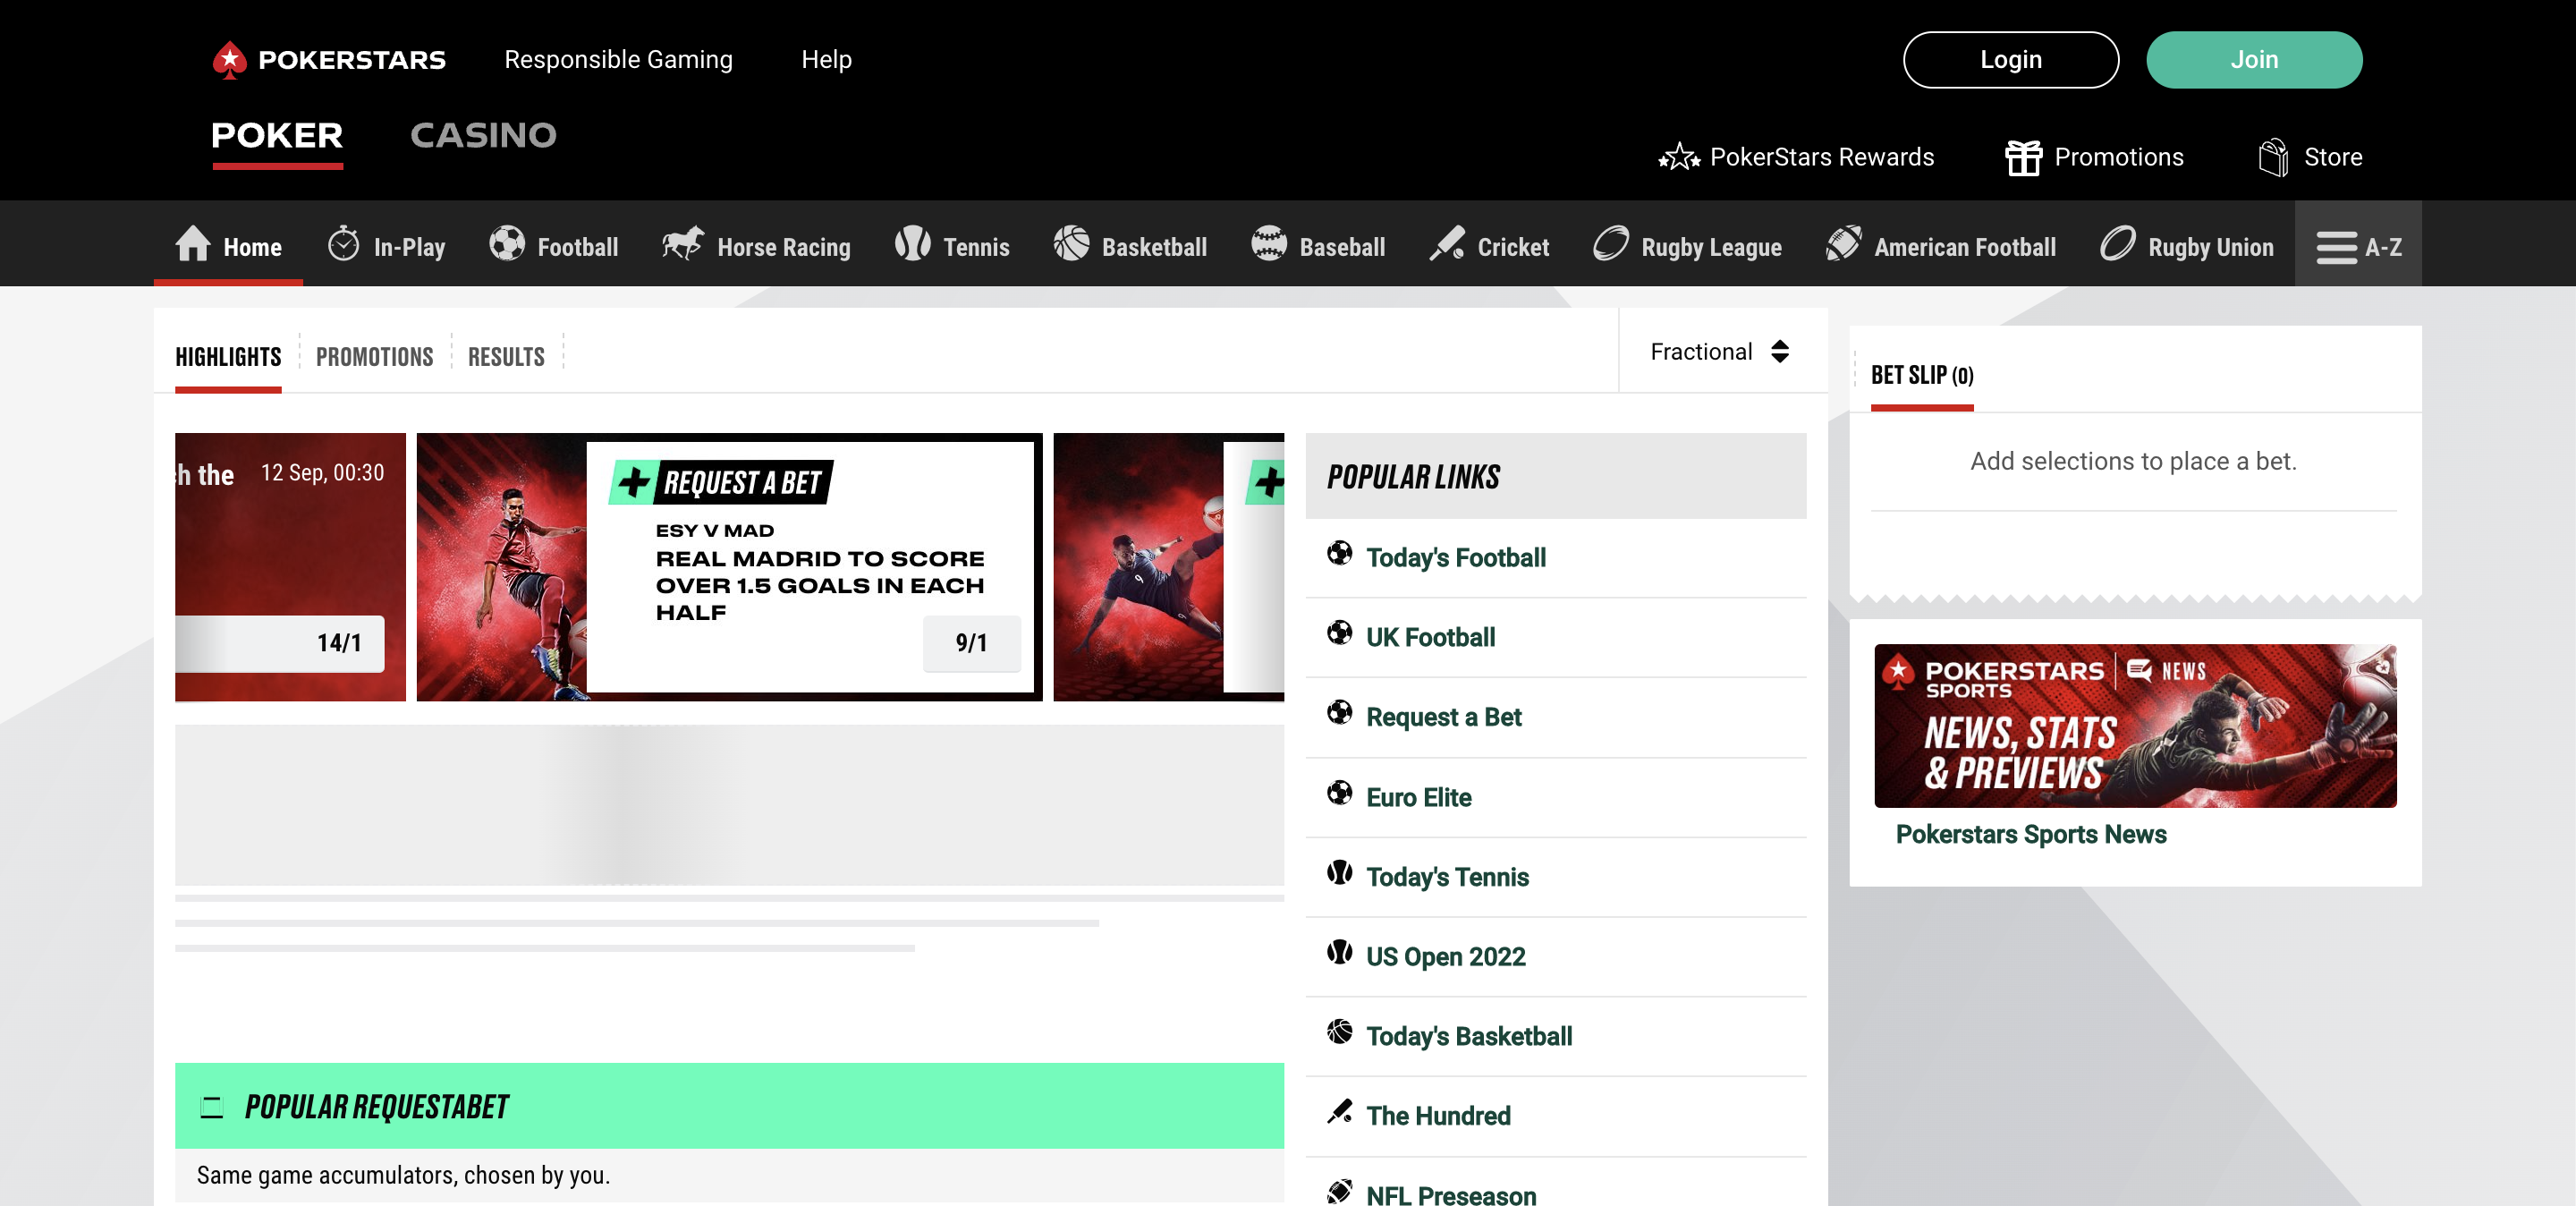 POKERSTARS
Responsible Gaming
Help
Login
Join
POKER
CASINO
PokerStars Rewards
Promotions
Store
Home
In-Play
Football
Horse Racing
Tennis
Basketball
Baseball
Cricket
Rugby League
American Football
Rugby Union
A-Z
HIGHLIGHTS
PROMOTIONS
RESULTS
Fractional
the
12 Sep, 00:30
14/1
REQUEST A BET
ESY V MAD
REAL MADRID TO SCORE
OVER 1.5 GOALS IN EACH
HALF
9/1
POPULAR REQUESTABET
Same game accumulators, chosen by you.
POPULAR LINKS
Today's Football
UK Football
Request a Bet
Euro Elite
Today's Tennis
US Open 2022
Today's Basketball
The Hundred
NFL Preseason
BET SLIP (0)
Add selections to place a bet.
POKERSTARS
SPORTS
NEWS
NEWS, STATS
& PREVIEWS
Pokerstars Sports News